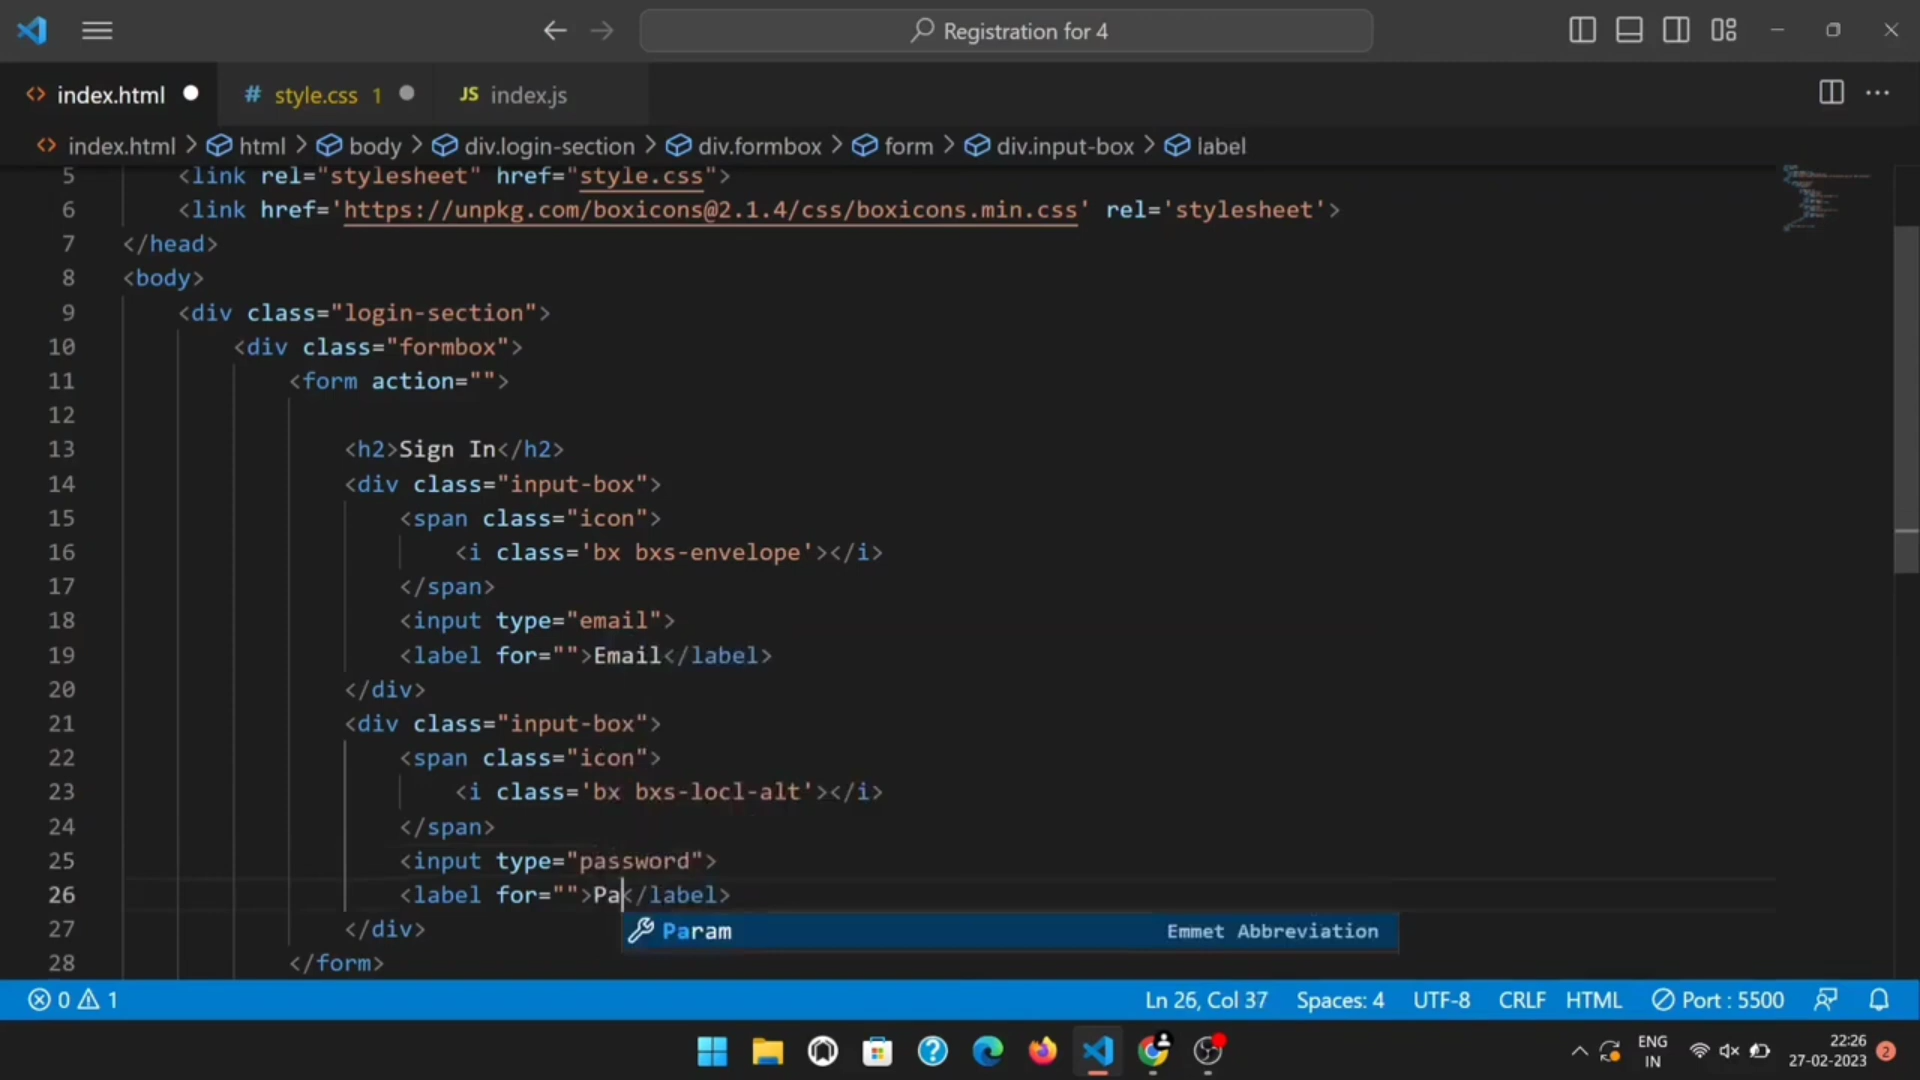 Registration for 4
index.html
# style.css 1
JS index.js
index.html > html > body > div.login-section > div.formbox > form > div.input-box > label
5 <link rel="stylesheet" href="style.css">
6 <link href='https://unpkg.com/boxicons@2.1.4/css/boxicons.min.css' rel='stylesheet'>
7 </head>
8 <body>
9 <div class="login-section">
10 <div class="formbox">
11 <form action="">
12
13 <h2>Sign In</h2>
14 <div class="input-box">
15 <span class="icon">
16 <i class='bx bxs-envelope'></i>
17 </span>
18 <input type="email">
19 <label for="">Email</label>
20 </div>
21 <div class="input-box">
22 <span class="icon">
23 <i class='bx bxs-locl-alt'></i>
24 </span>
25 <input type="password">
26 <label for="">Pa</label>
Param Emmet Abbreviation
27 </div>
28 </form>
0 1 Ln 26, Col 37 Spaces: 4 UTF-8 CRLF HTML Port : 5500
ENG
IN
22:26
27-02-2023
2